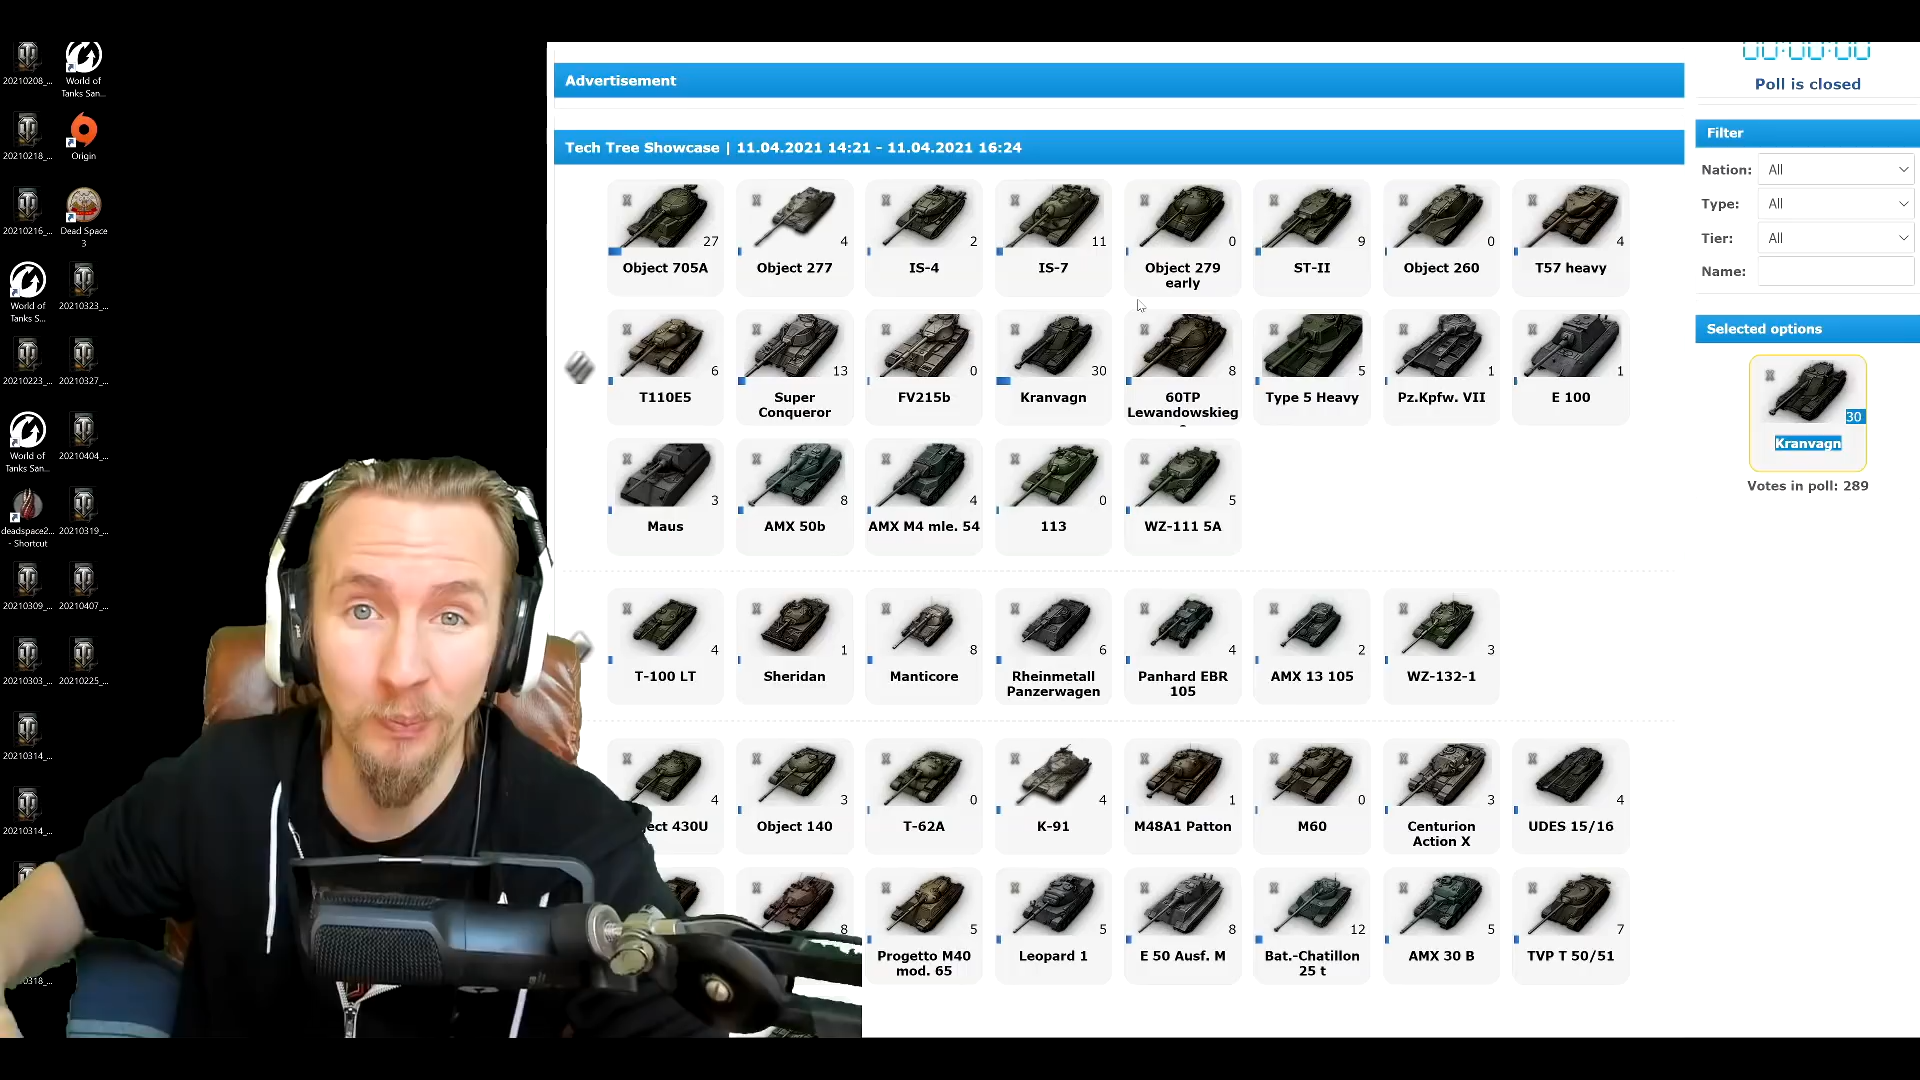 20210208_...
World of
Tanks San...
20210218_...
Origin
20210216_...
Dead Space
3
World of
Tanks S...
20210323_...
20210223_...
20210327_...
World of
Tanks San...
20210404_...
deadspace2...
- Shortcut
20210319_...
20210309_...
20210407_...
20210303_...
20210225_...
20210314_...
20210314_...
0318_...
Advertisement
Tech Tree Showcase | 11.04.2021 14:21 - 11.04.2021 16:24
27
4
2
11
0
9
0
4
Object 705A
Object 277
IS-4
IS-7
Object 279
early
ST-II
Object 260
T57 heavy
6
13
0
30
8
5
1
1
T110E5
Super
Conqueror
FV215b
Kranvagn
60TP
Lewandowskieg
Type 5 Heavy
Pz.Kpfw. VII
E 100
3
8
4
0
5
Maus
AMX 50b
AMX M4 mle. 54
113
WZ-111 5A
4
1
8
6
4
2
3
T-100 LT
Sheridan
Manticore
Rheinmetall
Panzerwagen
Panhard EBR
105
AMX 13 105
WZ-132-1
4
3
0
4
1
0
3
4
ect 430U
Object 140
T-62A
K-91
M48A1 Patton
M60
Centurion
Action X
UDES 15/16
8
5
5
8
12
5
7
Progetto M40
mod. 65
Leopard 1
E 50 Ausf. M
Bat.-Chatillon
25 t
AMX 30 B
TVP T 50/51
00:00:00
Poll is closed
Filter
Nation: All
Type: All
Tier: All
Name:
Selected options
30
Kranvagn
Votes in poll: 289